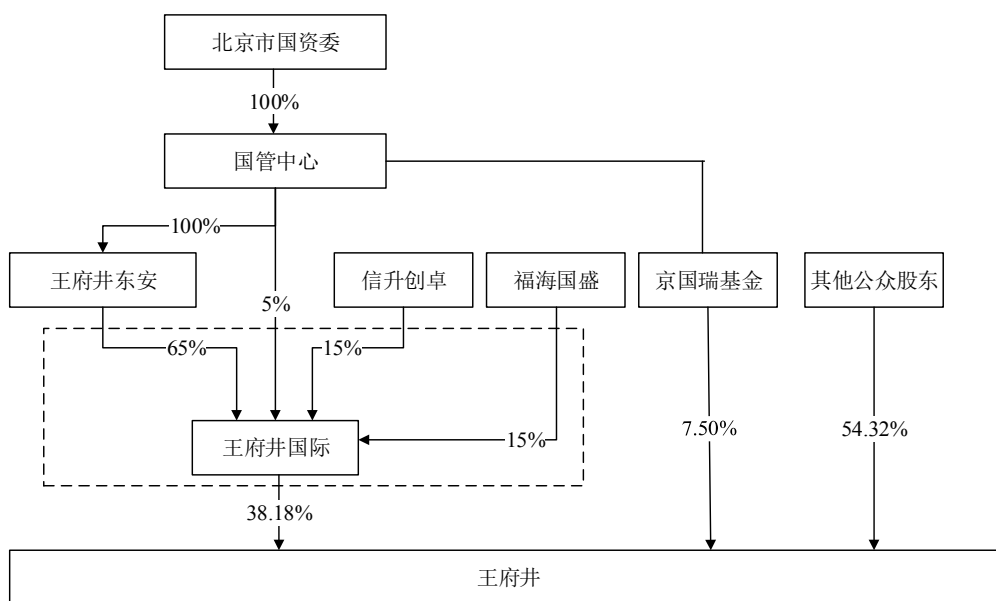 北京市国资委
100%
国管中心
100%
王府井东安
信升创卓
福海国盛
京国瑞基金
其他公众股东
5%
65%
15%
王府井国际
15%
7.50%
54.32%
38.18%
王府井